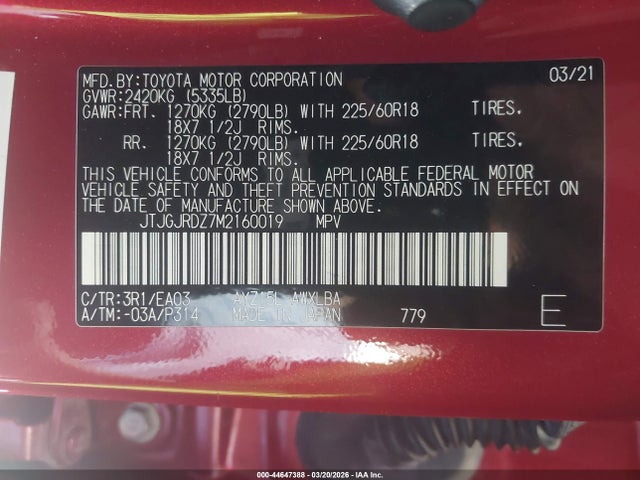 MFD.BY:TOYOTA MOTOR CORPORATION 03/21
GVWR:2420KG (5335LB)
GAWR:FRT. 1270KG (2790LB) WITH 225/60R18 TIRES.
18X7 1/2J RIMS.
RR. 1270KG (2790LB) WITH 225/60R18 TIRES.
18X7 1/2J RIMS.
THIS VEHICLE CONFORMS TO ALL APPLICABLE FEDERAL MOTOR
VEHICLE SAFETY AND THEFT PREVENTION STANDARDS IN EFFECT ON
THE DATE OF MANUFACTURE SHOWN ABOVE.
JTJGJRDZ7M2160019 MPV
C/TR:3R1/EA03 AYZ15L AWXLBA
A/TM:-03A/P314 MADE IN JAPAN 779 E
000-44647388 - 03/20/2026 - IAA Inc.